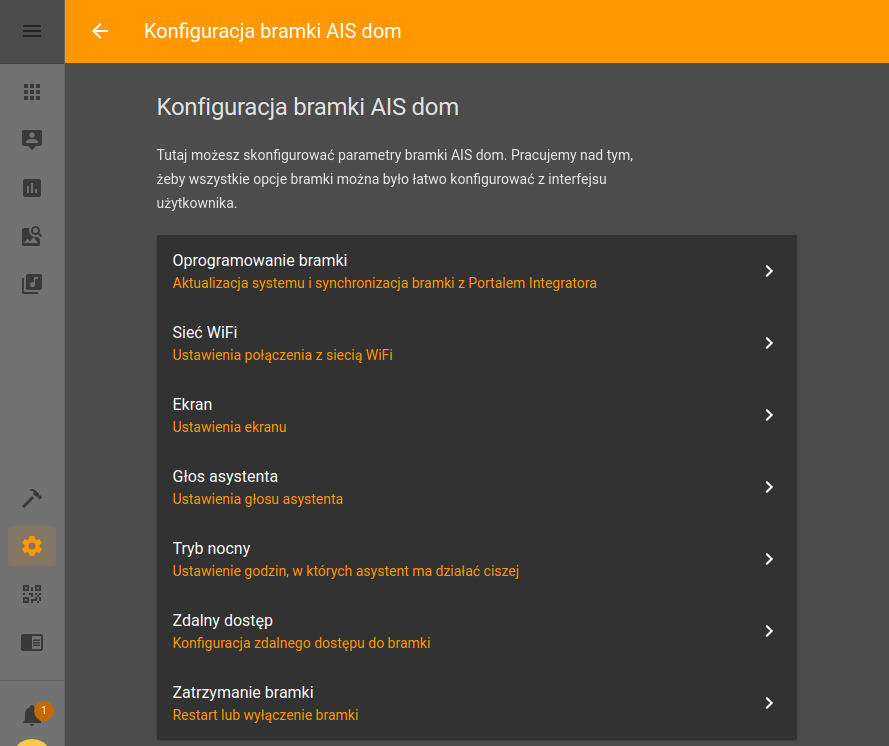 Konfiguracja bramki AIS dom
Konfiguracja bramki AIS dom
Tutaj możesz skonfigurować parametry bramki AIS dom. Pracujemy nad tym,
żeby wszystkie opcje bramki można było łatwo konfigurować z interfejsu
użytkownika.
Oprogramowanie bramki
Aktualizacja systemu i synchronizacja bramki z Portalem Integratora
Sieć WiFi
Ustawienia połączenia z siecią WiFi
Ekran
Ustawienia ekranu
Głos asystenta
Ustawienia głosu asystenta
Tryb nocny
Ustawienie godzin, w których asystent ma działać ciszej
Zdalny dostęp
Konfiguracja zdalnego dostępu do bramki
Zatrzymanie bramki
Restart lub wyłączenie bramki
1